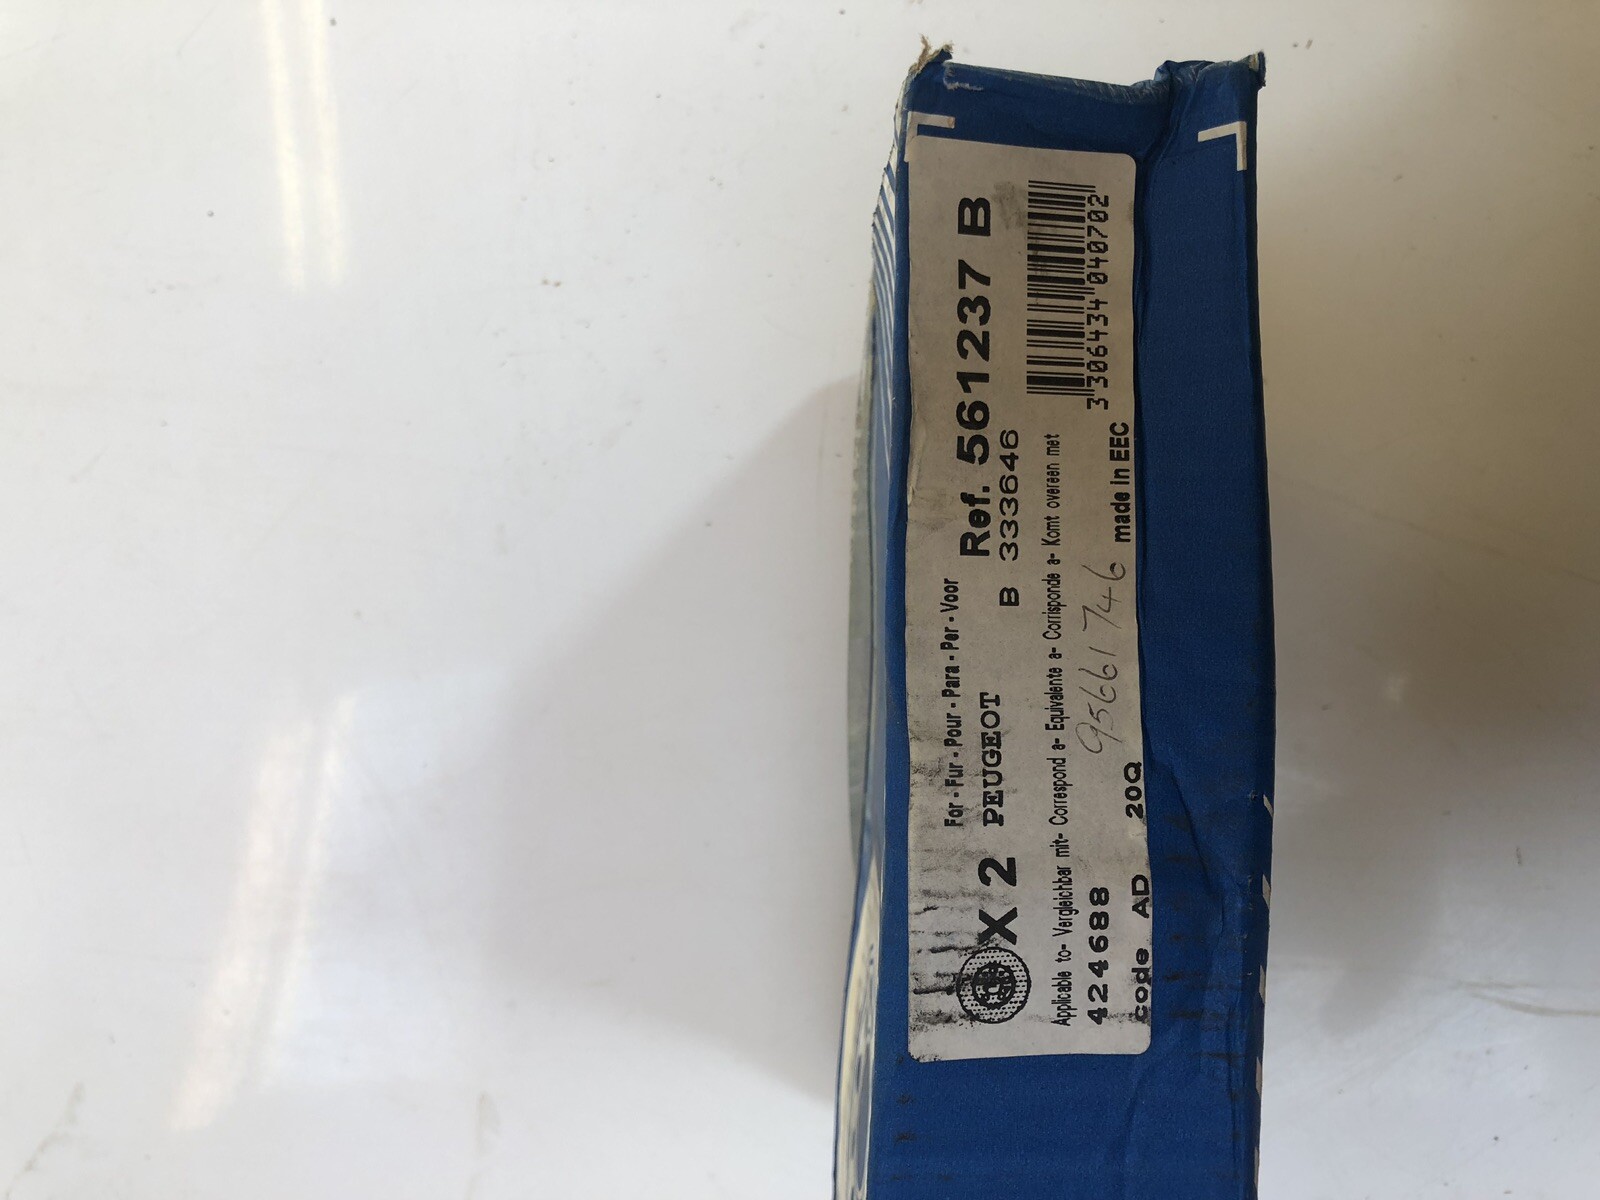 For - Fur - Pour - Para - Per - Voor
X 2 PEUGEOT Ref. 561237 B
B 333646
Applicable to- Vergleichbar mit- Correspond a- Equivalente a- Corrisponde a- Komt overeen met
424688 95661746
3 306434 040702
code AD 20Q made in EEC